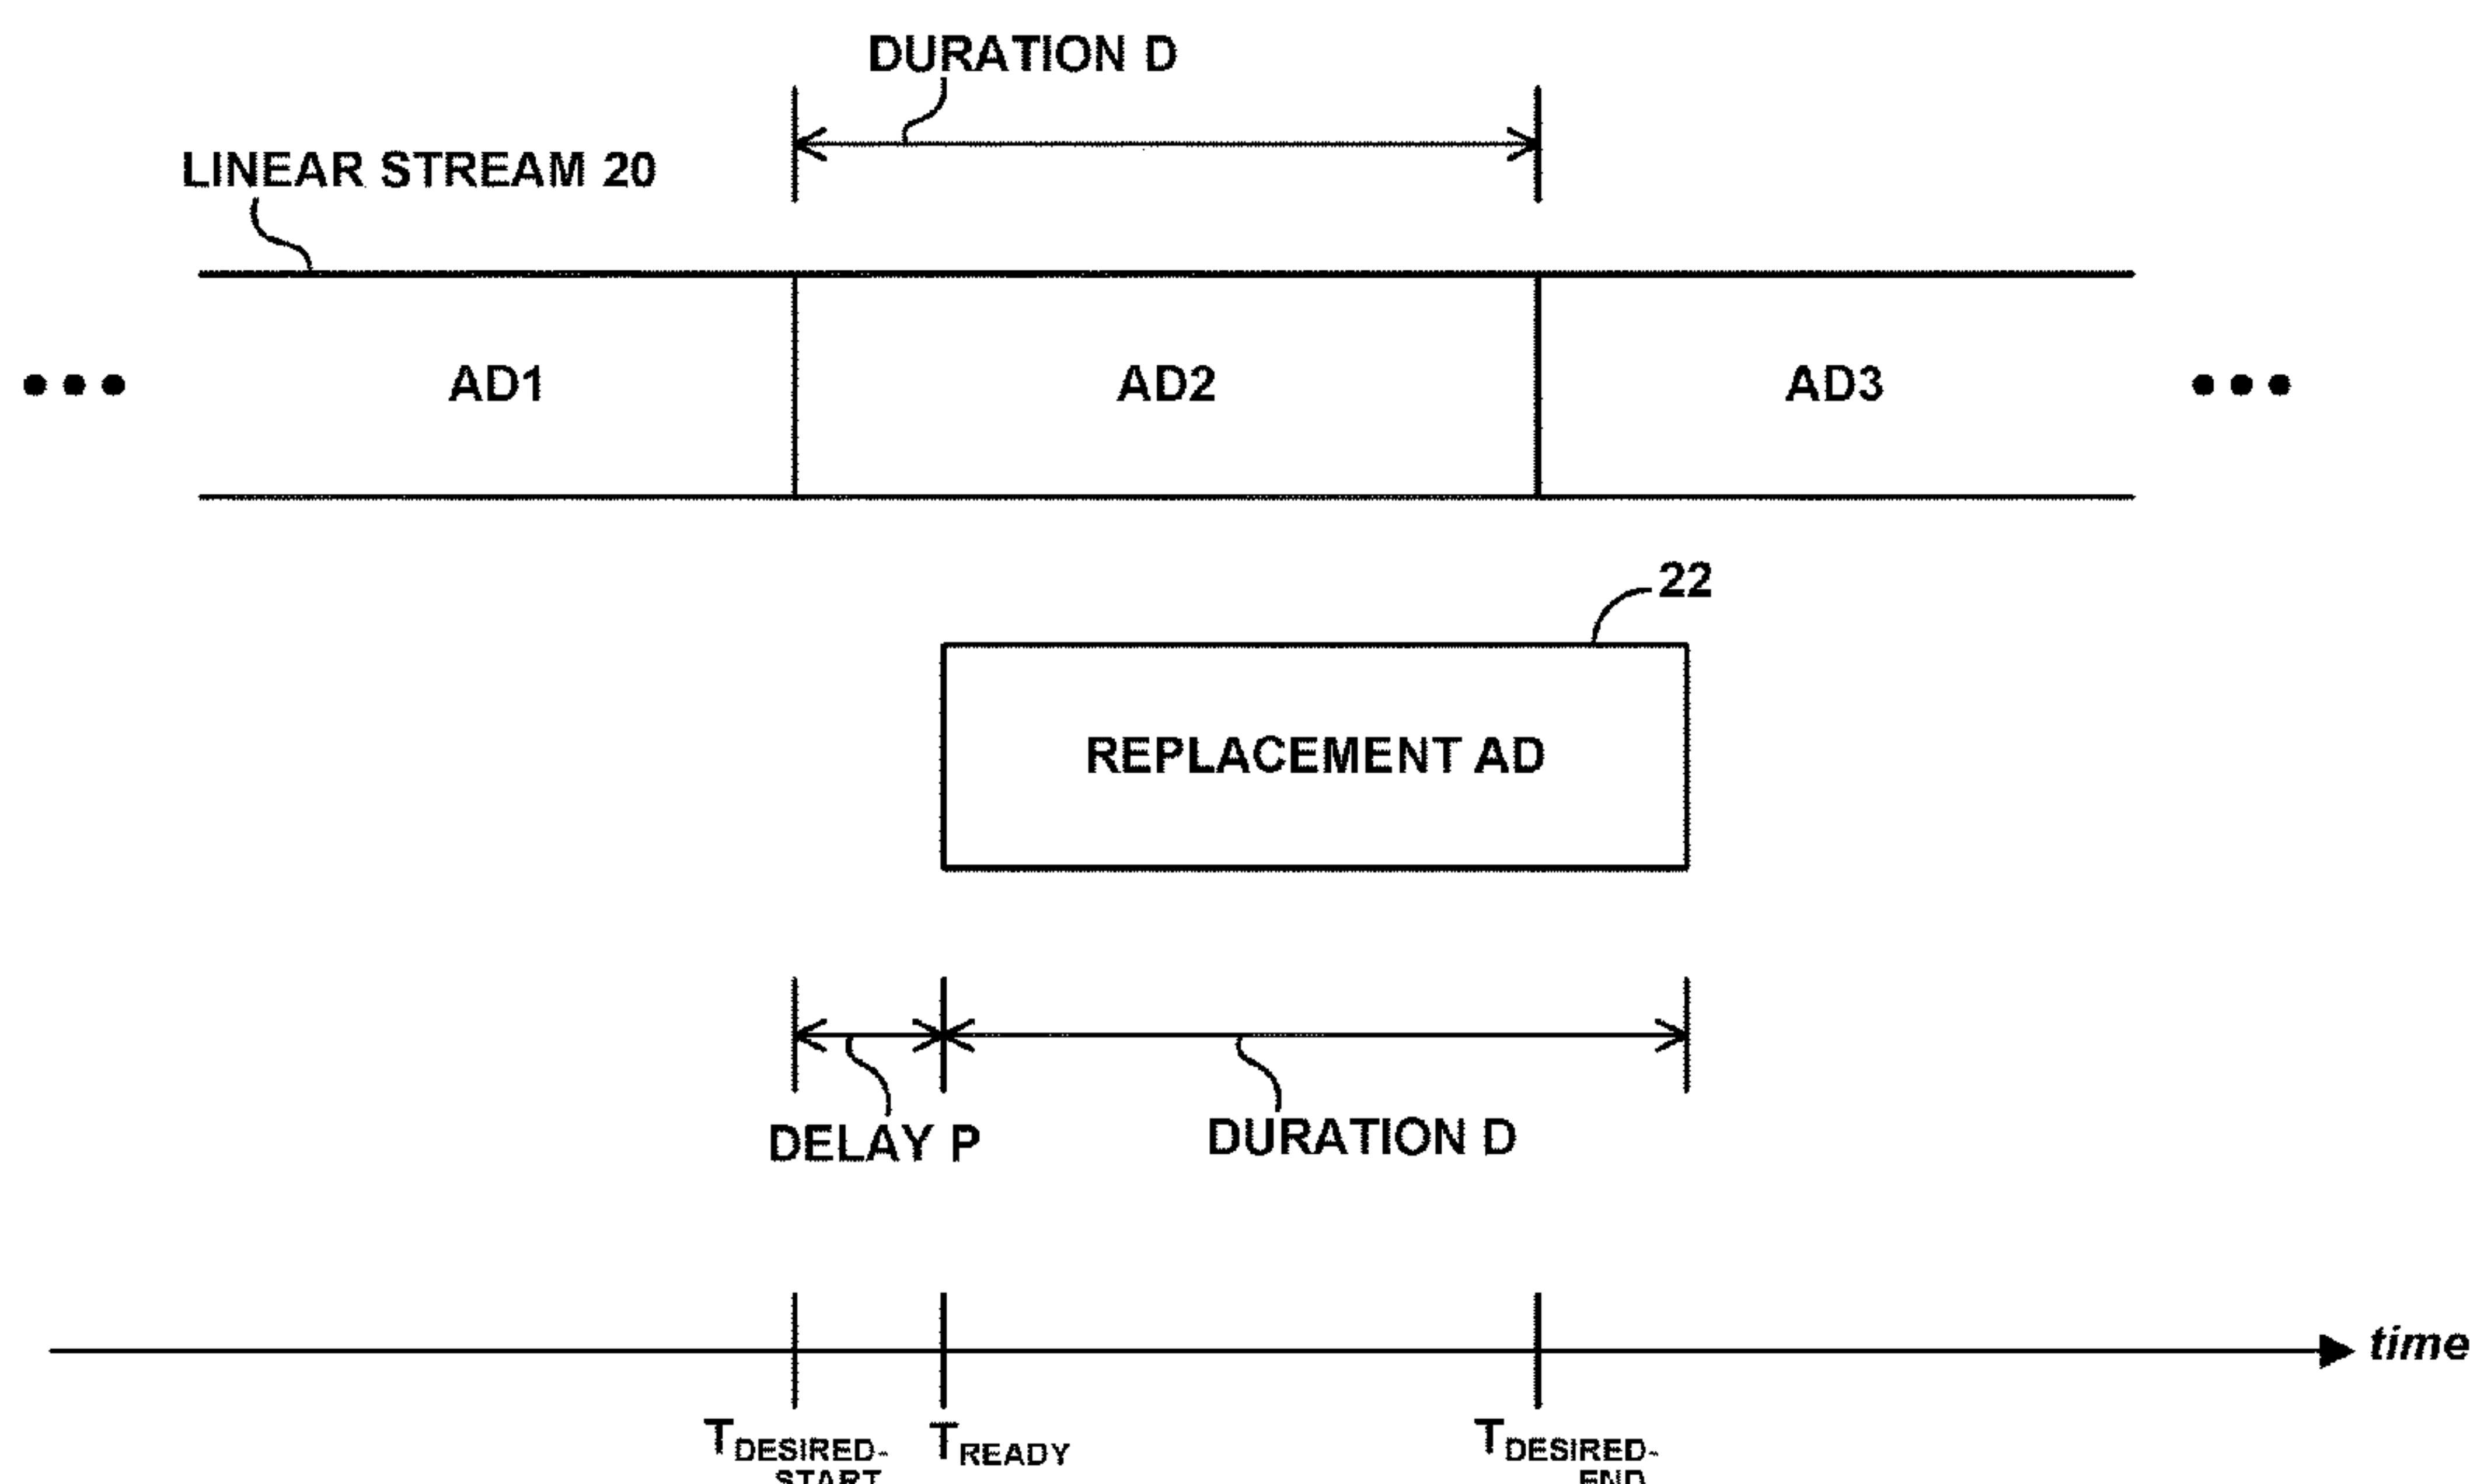 DURATION D
LINEAR STREAM 20
AD1
AD2
AD3
22
REPLACEMENT AD
DELAY P
DURATION D
time
TDESIRED-
START
TREADY
TDESIRED-
END